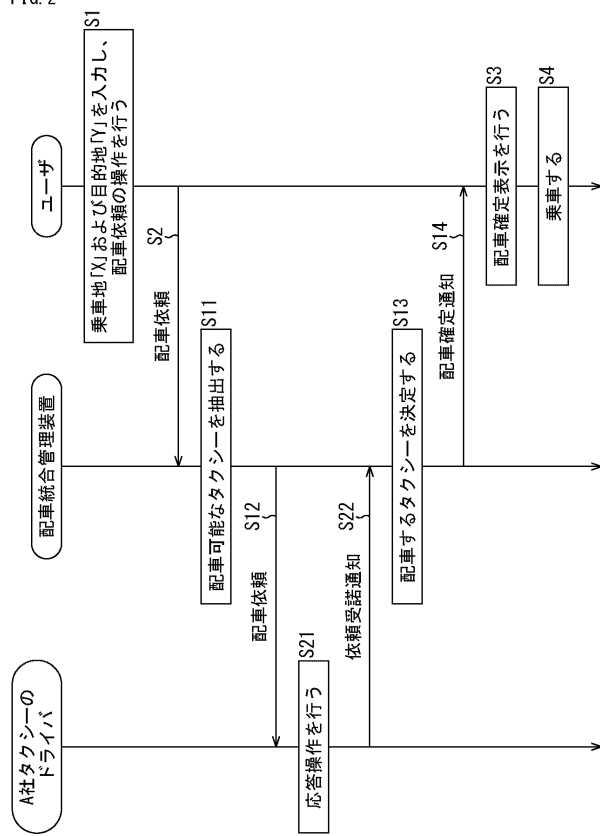 FIG. 2
A社タクシーの
ドライバ
配車統合管理装置
ユーザ
S1
乗車地「X」および目的地「Y」を入力し、
配車依頼の操作を行う
S2
配車依頼
S11
配車可能なタクシーを抽出する
S12
配車依頼
S21
応答操作を行う
S22
依頼受諾通知
S13
配車するタクシーを決定する
S14
配車確定通知
S3
配車確定表示を行う
S4
乗車する